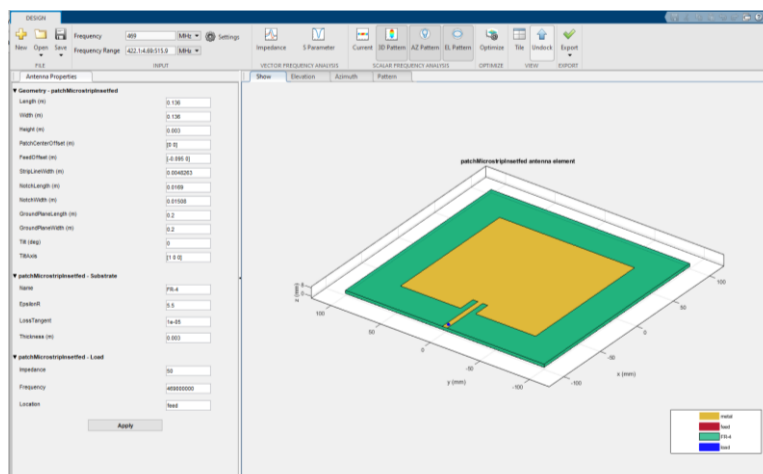 DESIGN
New Open Save
Frequency 469 MHz Settings
Frequency Range 422.1:4.69:515.9 MHz
Impedance S Parameter Current 3D Pattern AZ Pattern EL Pattern Optimize Tile Undock Export
FILE INPUT VECTOR FREQUENCY ANALYSIS SCALAR FREQUENCY ANALYSIS OPTIMIZE VIEW EXPORT
Antenna Properties
Show Elevation Azimuth Pattern
Geometry - patchMicrostripInsetfed
Length (m) 0.138
Width (m) 0.138
Height (m) 0.003
PatchCenterOffset (m) [0 0]
FeedOffset (m) [-0.095 0]
StripLineWidth (m) 0.0048263
NotchLength (m) 0.0169
NotchWidth (m) 0.01508
GroundPlaneLength (m) 0.2
GroundPlaneWidth (m) 0.2
Tilt (deg) 0
TiltAxis [1 0 0]
patchMicrostripInsetfed - Substrate
Name FR-4
EpsilonR 5.5
LossTangent 1e-05
Thickness (m) 0.003
patchMicrostripInsetfed - Load
Impedance 50
Frequency 469000000
Location feed
Apply
patchMicrostripInsetfed antenna element
z (mm)
100
50
0
-50
-100
y (mm)
100
50
0
-50
-100
x (mm)
metal
feed
FR-4
load